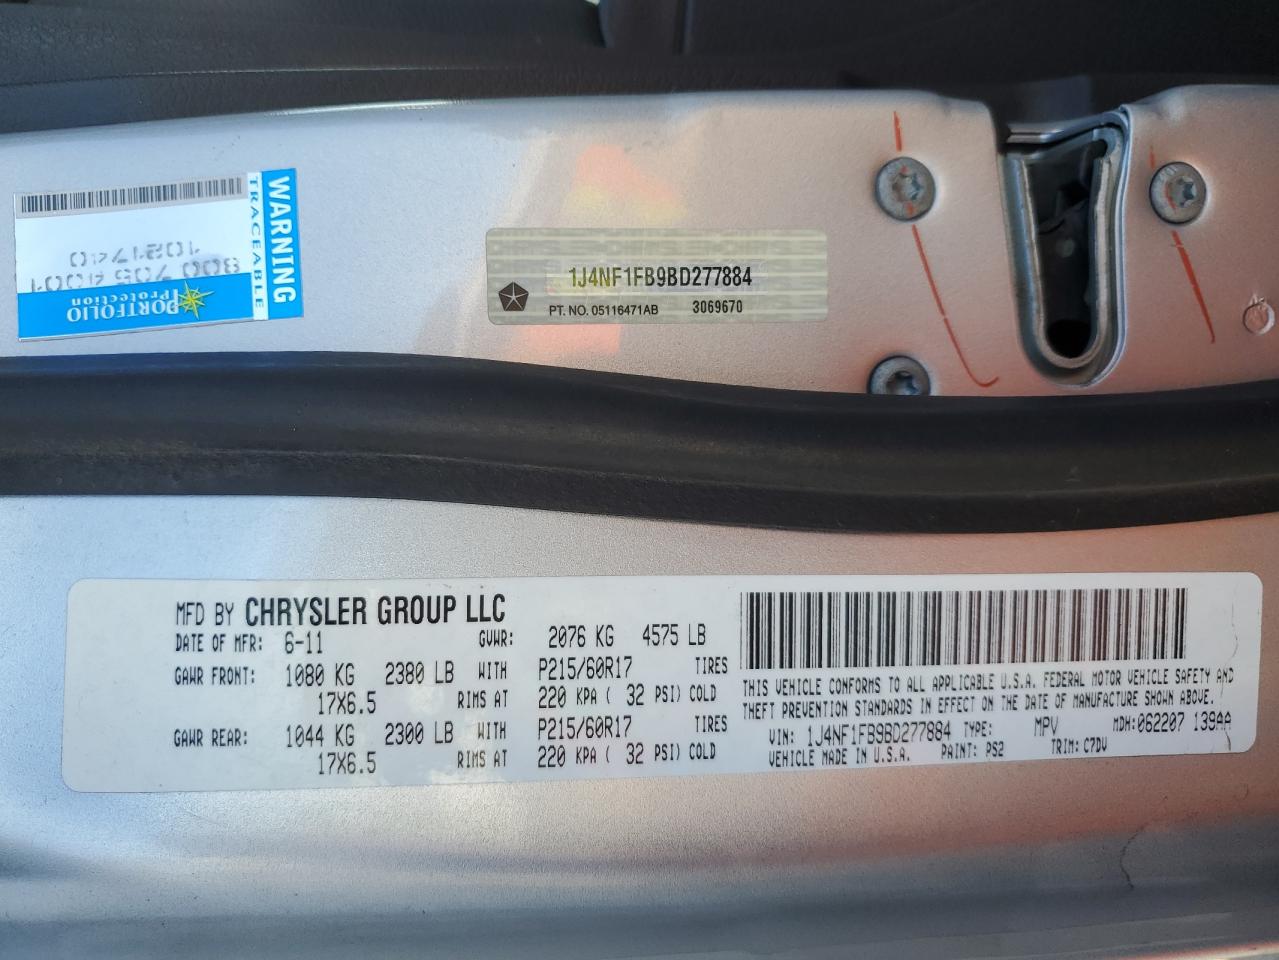 WARNING
TRACEABLE
1021740
800 705 4001
PORTFOLIO
Protection
1J4NF1FB9BD277884
PT. NO. 05116471AB 3069670
MFD BY CHRYSLER GROUP LLC
DATE OF MFR: 6-11 GVWR: 2076 KG 4575 LB
GAWR FRONT: 1080 KG 2380 LB WITH P215/60R17 TIRES
17X6.5 RIMS AT 220 KPA ( 32 PSI) COLD
GAWR REAR: 1044 KG 2300 LB WITH P215/60R17 TIRES
17X6.5 RIMS AT 220 KPA ( 32 PSI) COLD
THIS VEHICLE CONFORMS TO ALL APPLICABLE U.S.A. FEDERAL MOTOR VEHICLE SAFETY AND
THEFT PREVENTION STANDARDS IN EFFECT ON THE DATE OF MANUFACTURE SHOWN ABOVE.
VIN: 1J4NF1FB9BD277884 TYPE: MPV MDH: 062207 139AA
VEHICLE MADE IN U.S.A. PAINT: PS2 TRIM: C7DV